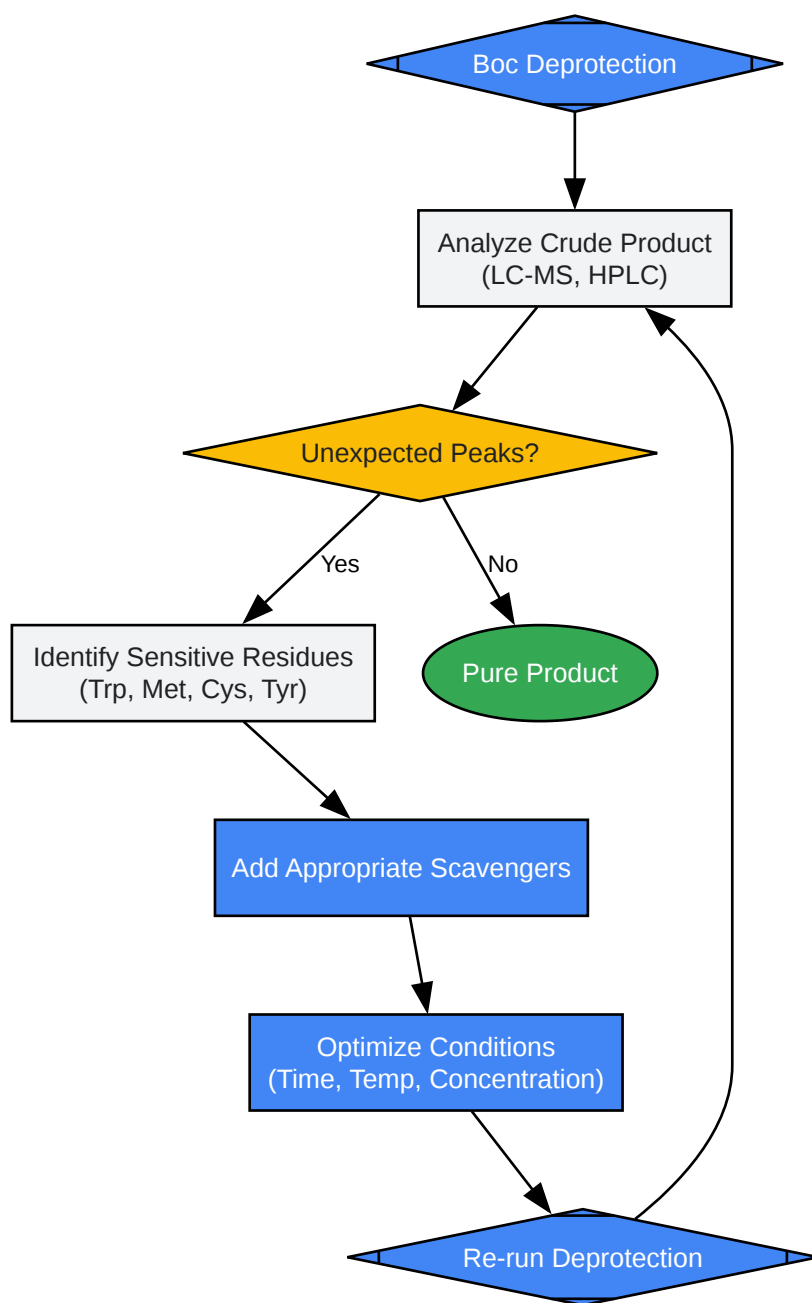 Boc Deprotection
Analyze Crude Product
(LC-MS, HPLC)
Unexpected Peaks?
Yes
No
Identify Sensitive Residues
(Trp, Met, Cys, Tyr)
Pure Product
Add Appropriate Scavengers
Optimize Conditions
(Time, Temp, Concentration)
Re-run Deprotection